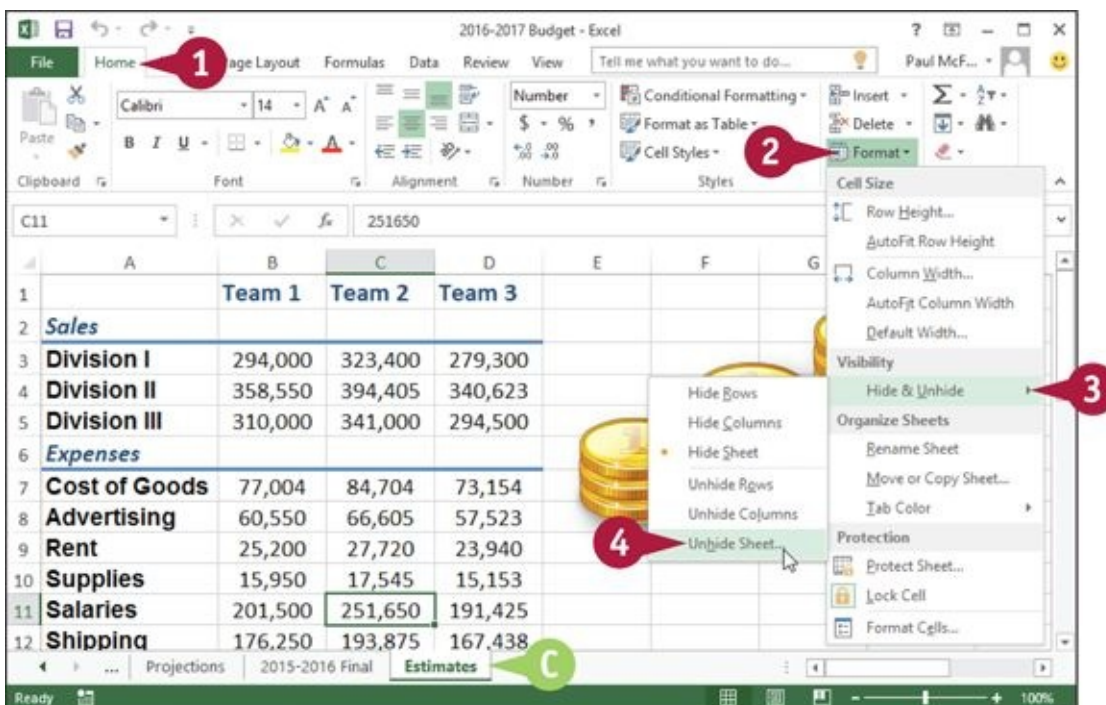 2016-2017 Budget - Excel
File Home 1 age Layout Formulas Data Review View Tell me what you want to do... Paul McF...
Paste Calibri 14 A A Number Conditional Formatting Insert Σ
B I U A $ % , Format as Table Delete
Cell Styles 2 Format
Clipboard Font Alignment Number Styles
C11 fx 251650
A B C D E F G
1 Team 1 Team 2 Team 3
2 Sales
3 Division I 294,000 323,400 279,300
4 Division II 358,550 394,405 340,623
5 Division III 310,000 341,000 294,500
6 Expenses
7 Cost of Goods 77,004 84,704 73,154
8 Advertising 60,550 66,605 57,523
9 Rent 25,200 27,720 23,940
10 Supplies 15,950 17,545 15,153
11 Salaries 201,500 251,650 191,425
12 Shipping 176,250 193,875 167,438
Cell Size
Row Height...
AutoFit Row Height
Column Width...
AutoFit Column Width
Default Width...
Visibility
Hide & Unhide 3
Organize Sheets
Rename Sheet
Move or Copy Sheet...
Tab Color
Protection
Protect Sheet...
Lock Cell
Format Cells...
Hide Rows
Hide Columns
Hide Sheet
Unhide Rows
Unhide Columns
4 Unhide Sheet...
... Projections 2015-2016 Final Estimates C
Ready 100%